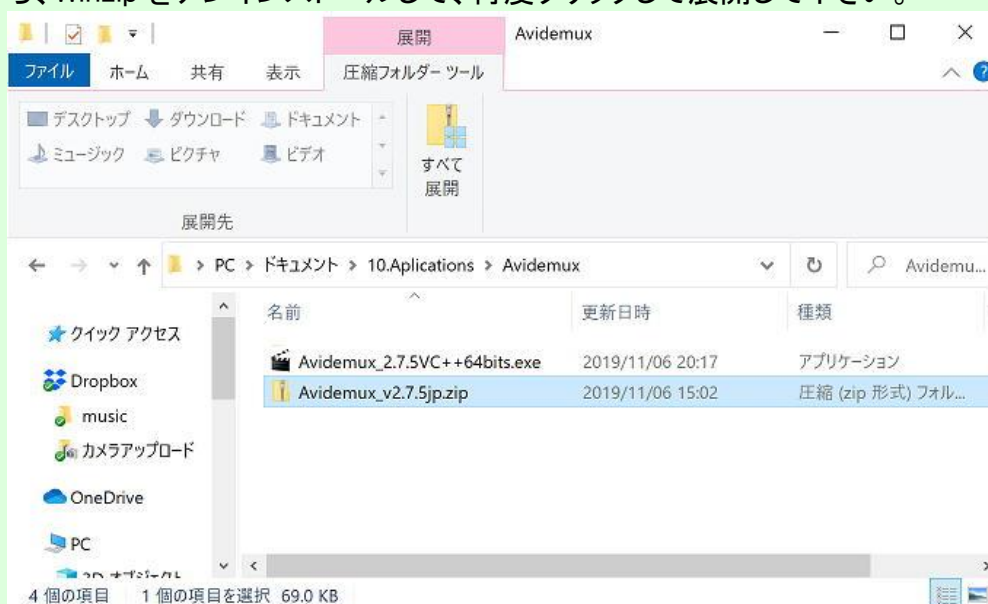 展開
Avidemux
ファイル ホーム 共有 表示 圧縮フォルダー ツール
デスクトップ ダウンロード ドキュメント
ミュージック ピクチャ ビデオ
すべて
展開
展開先
PC > ドキュメント > 10.Aplications > Avidemux
Avidemu...
名前 更新日時 種類
クイック アクセス
Avidemux_2.7.5VC++64bits.exe 2019/11/06 20:17 アプリケーション
Dropbox
Avidemux_v2.7.5jp.zip 2019/11/06 15:02 圧縮 (zip 形式) フォル...
music
カメラアップロード
OneDrive
PC
4 個の項目 1 個の項目を選択 69.0 KB